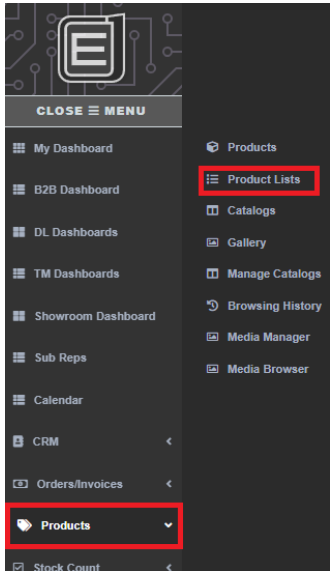 E
CLOSE ☰ MENU
My Dashboard
B2B Dashboard
DL Dashboards
TM Dashboards
Showroom Dashboard
Sub Reps
Calendar
CRM
Orders/Invoices
Products
Stock Count
Products
Product Lists
Catalogs
Gallery
Manage Catalogs
Browsing History
Media Manager
Media Browser